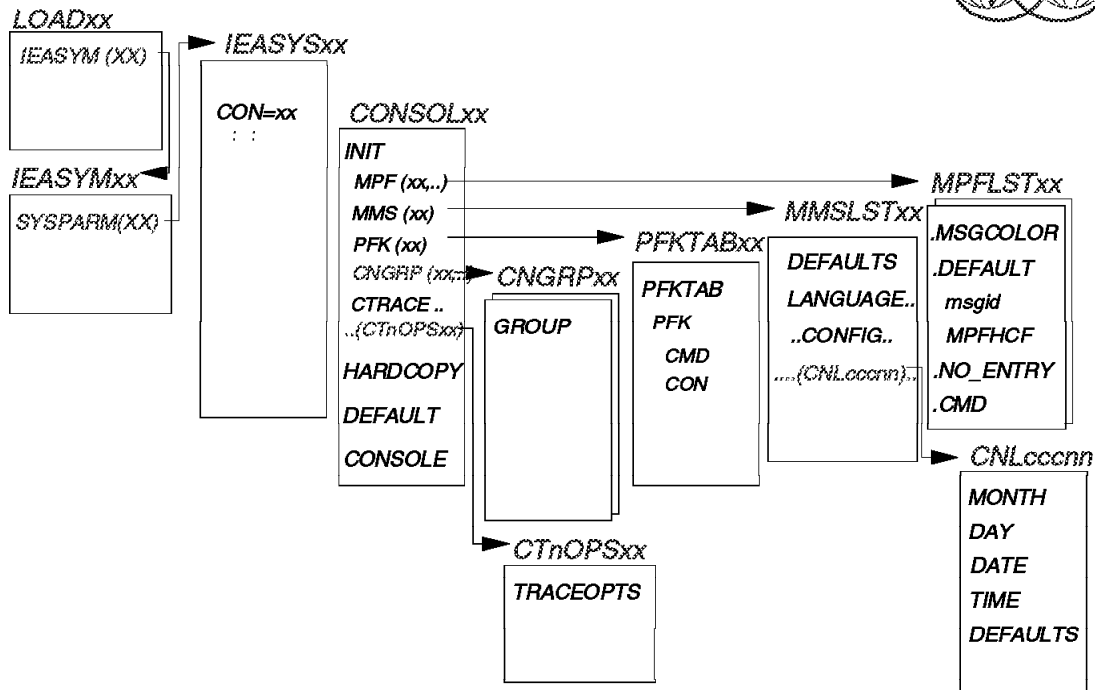 LOADxx
IEASYM (XX)
IEASYSxx
CON=xx
: :
IEASYMxx
SYSPARM(XX)
CONSOLxx
INIT
MPF (xx,..)
MMS (xx)
PFK (xx)
CNGRP (xx,..)
CTRACE ..
..(CTnOPSxx)
HARDCOPY
DEFAULT
CONSOLE
CNGRPxx
GROUP
CTnOPSxx
TRACEOPTS
PFKTABxx
PFKTAB
PFK
CMD
CON
MMSLSTxx
DEFAULTS
LANGUAGE..
..CONFIG..
....(CNLcccnn)..
MPFLSTxx
.MSGCOLOR
.DEFAULT
msgid
MPFHCF
.NO_ENTRY
.CMD
CNLcccnn
MONTH
DAY
DATE
TIME
DEFAULTS